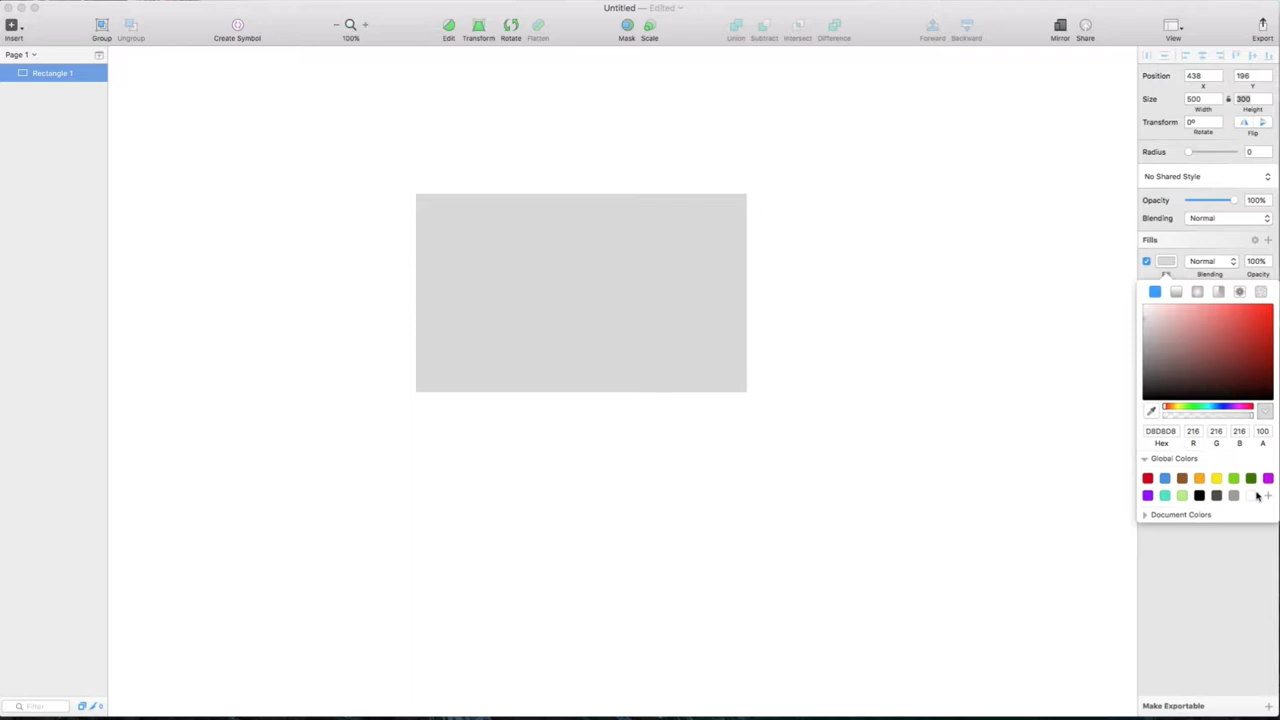 Untitled — Edited
Insert
Group
Ungroup
Create Symbol
100%
Edit
Transform
Rotate
Flatten
Mask
Scale
Union
Subtract
Intersect
Difference
Forward
Backward
Mirror
Share
View
Export
Page 1
Rectangle 1
Position 438 196
X Y
Size 500 300
Width Height
Transform 0º
Rotate Flip
Radius 0
No Shared Style
Opacity 100%
Blending Normal
Fills
Normal 100%
Blending Opacity
D8D8D8 216 216 216 100
Hex R G B A
Global Colors
Document Colors
Filter
0
Make Exportable